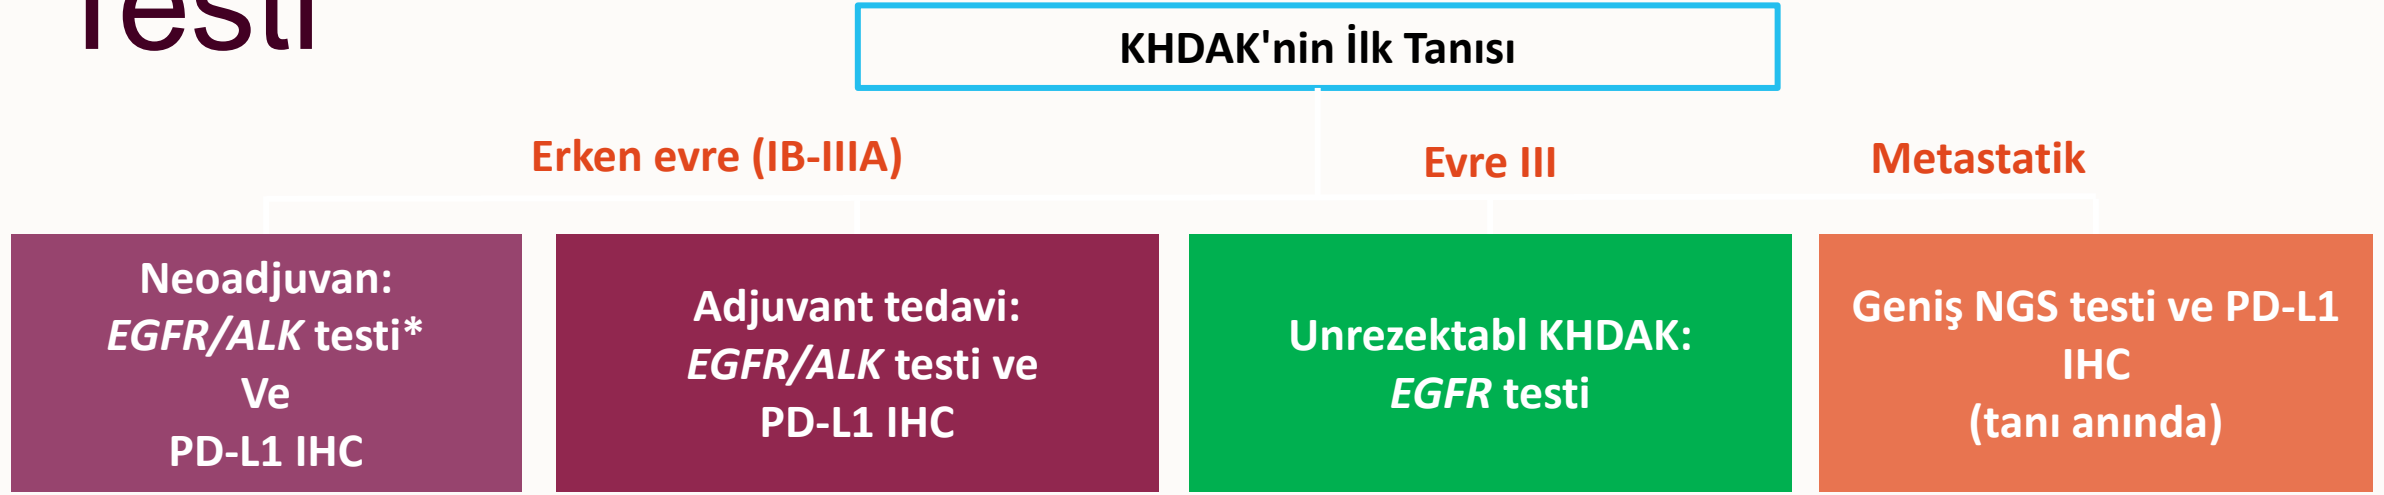 Testi
KHDAK'nin İlk Tanısı
Erken evre (IB-IIIA)
Evre III
Metastatik
Neoadjuvan:
EGFR/ALK testi*
Ve
PD-L1 IHC
Adjuvant tedavi:
EGFR/ALK testi ve
PD-L1 IHC
Unrezektabl KHDAK:
EGFR testi
Geniş NGS testi ve PD-L1
IHC
(tanı anında)